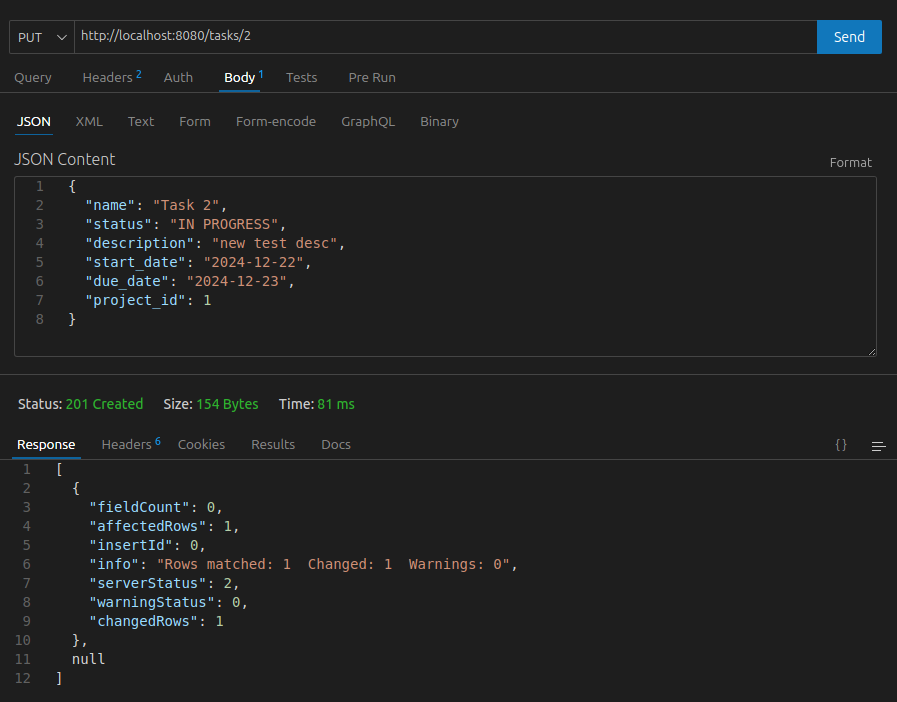 PUT http://localhost:8080/tasks/2 Send
Query Headers 2 Auth Body 1 Tests Pre Run
JSON XML Text Form Form-encode GraphQL Binary
JSON Content
Format
1 {
2 "name": "Task 2",
3 "status": "IN PROGRESS",
4 "description": "new test desc",
5 "start_date": "2024-12-22",
6 "due_date": "2024-12-23",
7 "project_id": 1
8 }
Status: 201 Created Size: 154 Bytes Time: 81 ms
Response Headers 6 Cookies Results Docs {}
1 [
2 {
3 "fieldCount": 0,
4 "affectedRows": 1,
5 "insertId": 0,
6 "info": "Rows matched: 1  Changed: 1  Warnings: 0",
7 "serverStatus": 2,
8 "warningStatus": 0,
9 "changedRows": 1
10 },
11 null
12 ]